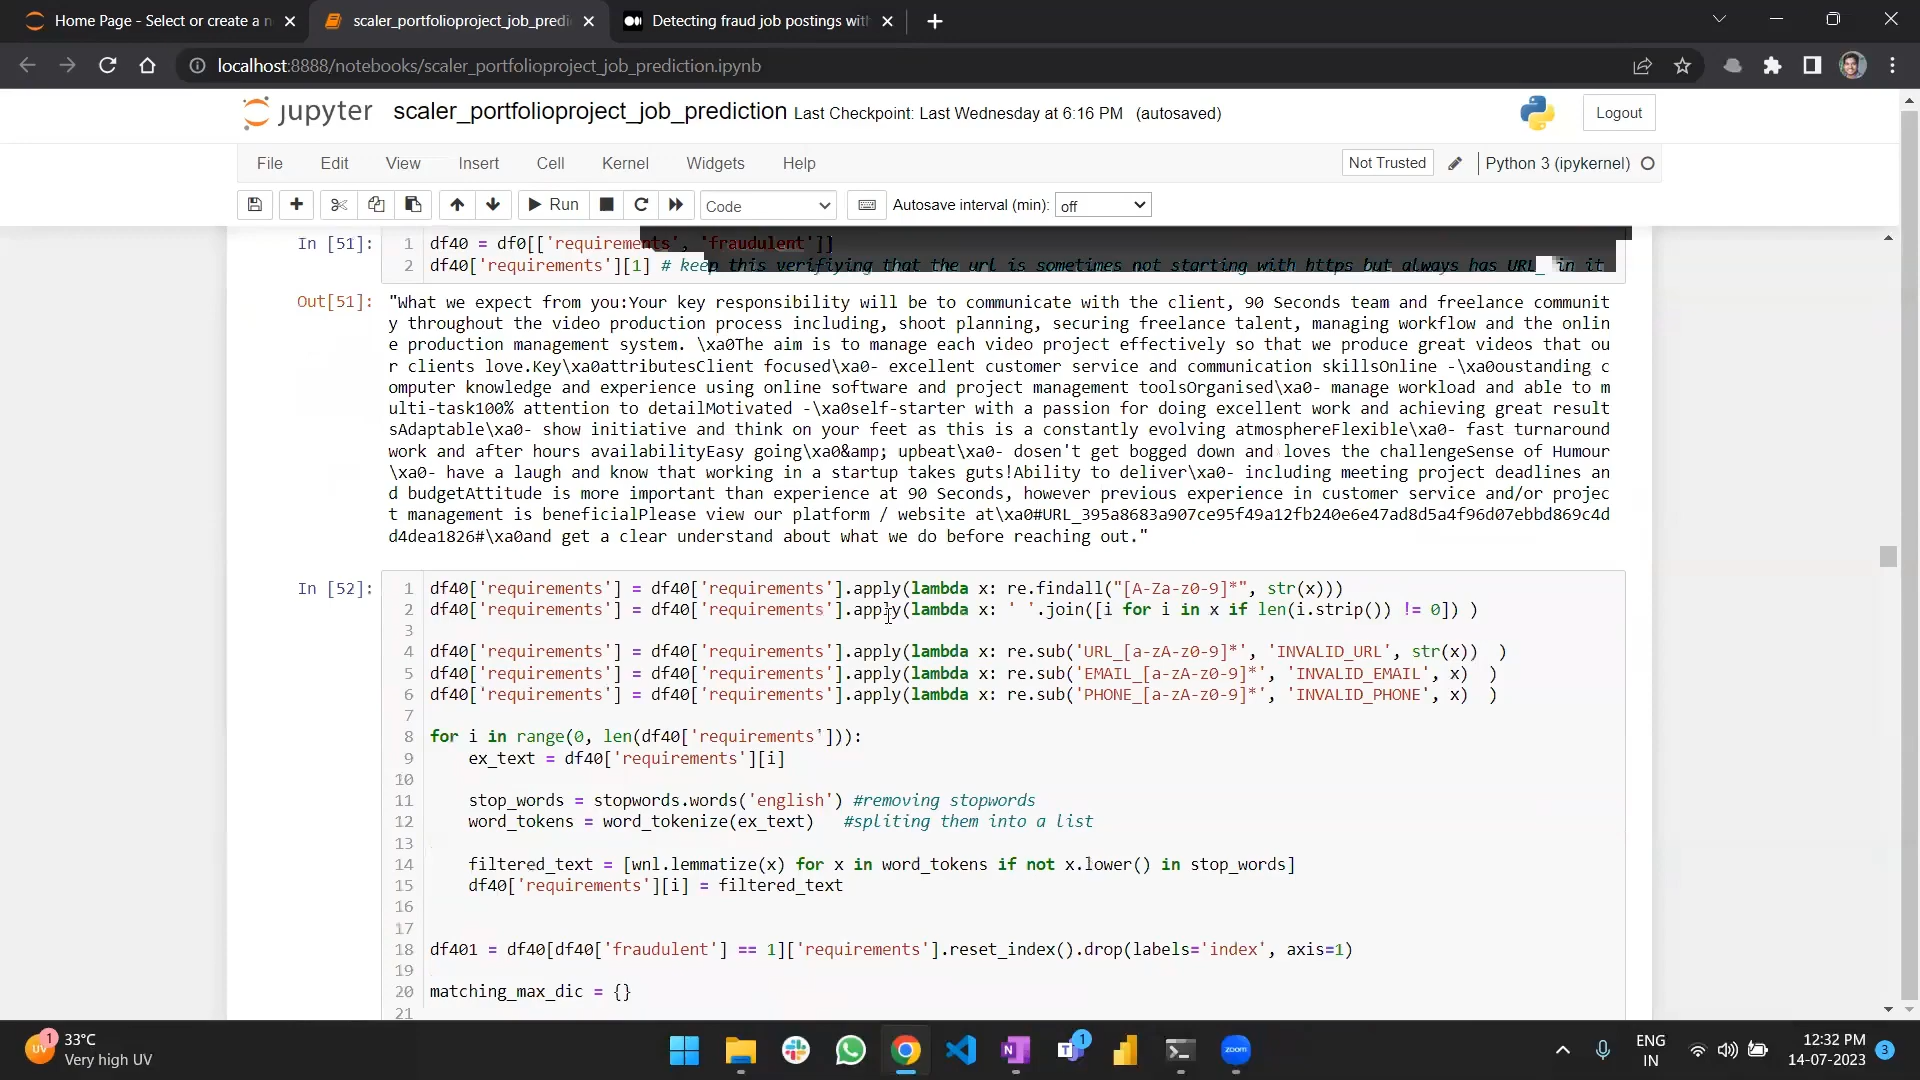 Home Page - Select or create a n
scaler_portfolioproject_job_predi
Detecting fraud job postings with
localhost:8888/notebooks/scaler_portfolioproject_job_prediction.ipynb
jupyter scaler_portfolioproject_job_prediction Last Checkpoint: Last Wednesday at 6:16 PM (autosaved)
Logout
File Edit View Insert Cell Kernel Widgets Help
Not Trusted
Python 3 (ipykernel)
Run
Code
Autosave interval (min): off
In [51]:
1 df40 = df0[['requirements', 'fraudulent']]
2 df40['requirements'][1] # keep this verifiying that the url is sometimes not starting with https but always has URL_ in it
Out[51]:
"What we expect from you:Your key responsibility will be to communicate with the client, 90 Seconds team and freelance communit
y throughout the video production process including, shoot planning, securing freelance talent, managing workflow and the onlin
e production management system. \xa0The aim is to manage each video project effectively so that we produce great videos that ou
r clients love.Key\xa0attributesClient focused\xa0- excellent customer service and communication skillsOnline -\xa0oustanding c
omputer knowledge and experience using online software and project management toolsOrganised\xa0- manage workload and able to m
ulti-task100% attention to detailMotivated -\xa0self-starter with a passion for doing excellent work and achieving great result
sAdaptable\xa0- show initiative and think on your feet as this is a constantly evolving atmosphereFlexible\xa0- fast turnaround
work and after hours availabilityEasy going\xa0&amp; upbeat\xa0- dosen't get bogged down and loves the challengeSense of Humour
\xa0- have a laugh and know that working in a startup takes guts!Ability to deliver\xa0- including meeting project deadlines an
d budgetAttitude is more important than experience at 90 Seconds, however previous experience in customer service and/or projec
t management is beneficialPlease view our platform / website at\xa0#URL_395a8683a907ce95f49a12fb240e6e47ad8d5a4f96d07ebbd869c4d
d4dea1826#\xa0and get a clear understand about what we do before reaching out."
In [52]:
1 df40['requirements'] = df40['requirements'].apply(lambda x: re.findall("[A-Za-z0-9]*", str(x)))
2 df40['requirements'] = df40['requirements'].apply(lambda x: ' '.join([i for i in x if len(i.strip()) != 0]) )
3
4 df40['requirements'] = df40['requirements'].apply(lambda x: re.sub('URL_[a-zA-z0-9]*', 'INVALID_URL', str(x))  )
5 df40['requirements'] = df40['requirements'].apply(lambda x: re.sub('EMAIL_[a-zA-z0-9]*', 'INVALID_EMAIL', x)  )
6 df40['requirements'] = df40['requirements'].apply(lambda x: re.sub('PHONE_[a-zA-z0-9]*', 'INVALID_PHONE', x)  )
7
8 for i in range(0, len(df40['requirements'])):
9     ex_text = df40['requirements'][i]
10
11     stop_words = stopwords.words('english') #removing stopwords
12     word_tokens = word_tokenize(ex_text)   #spliting them into a list
13
14     filtered_text = [wnl.lemmatize(x) for x in word_tokens if not x.lower() in stop_words]
15     df40['requirements'][i] = filtered_text
16
17
18 df401 = df40[df40['fraudulent'] == 1]['requirements'].reset_index().drop(labels='index', axis=1)
19
20 matching_max_dic = {}
21
UV 1
33°C
Very high UV
1
zoom
ENG
IN
12:32 PM
14-07-2023
3